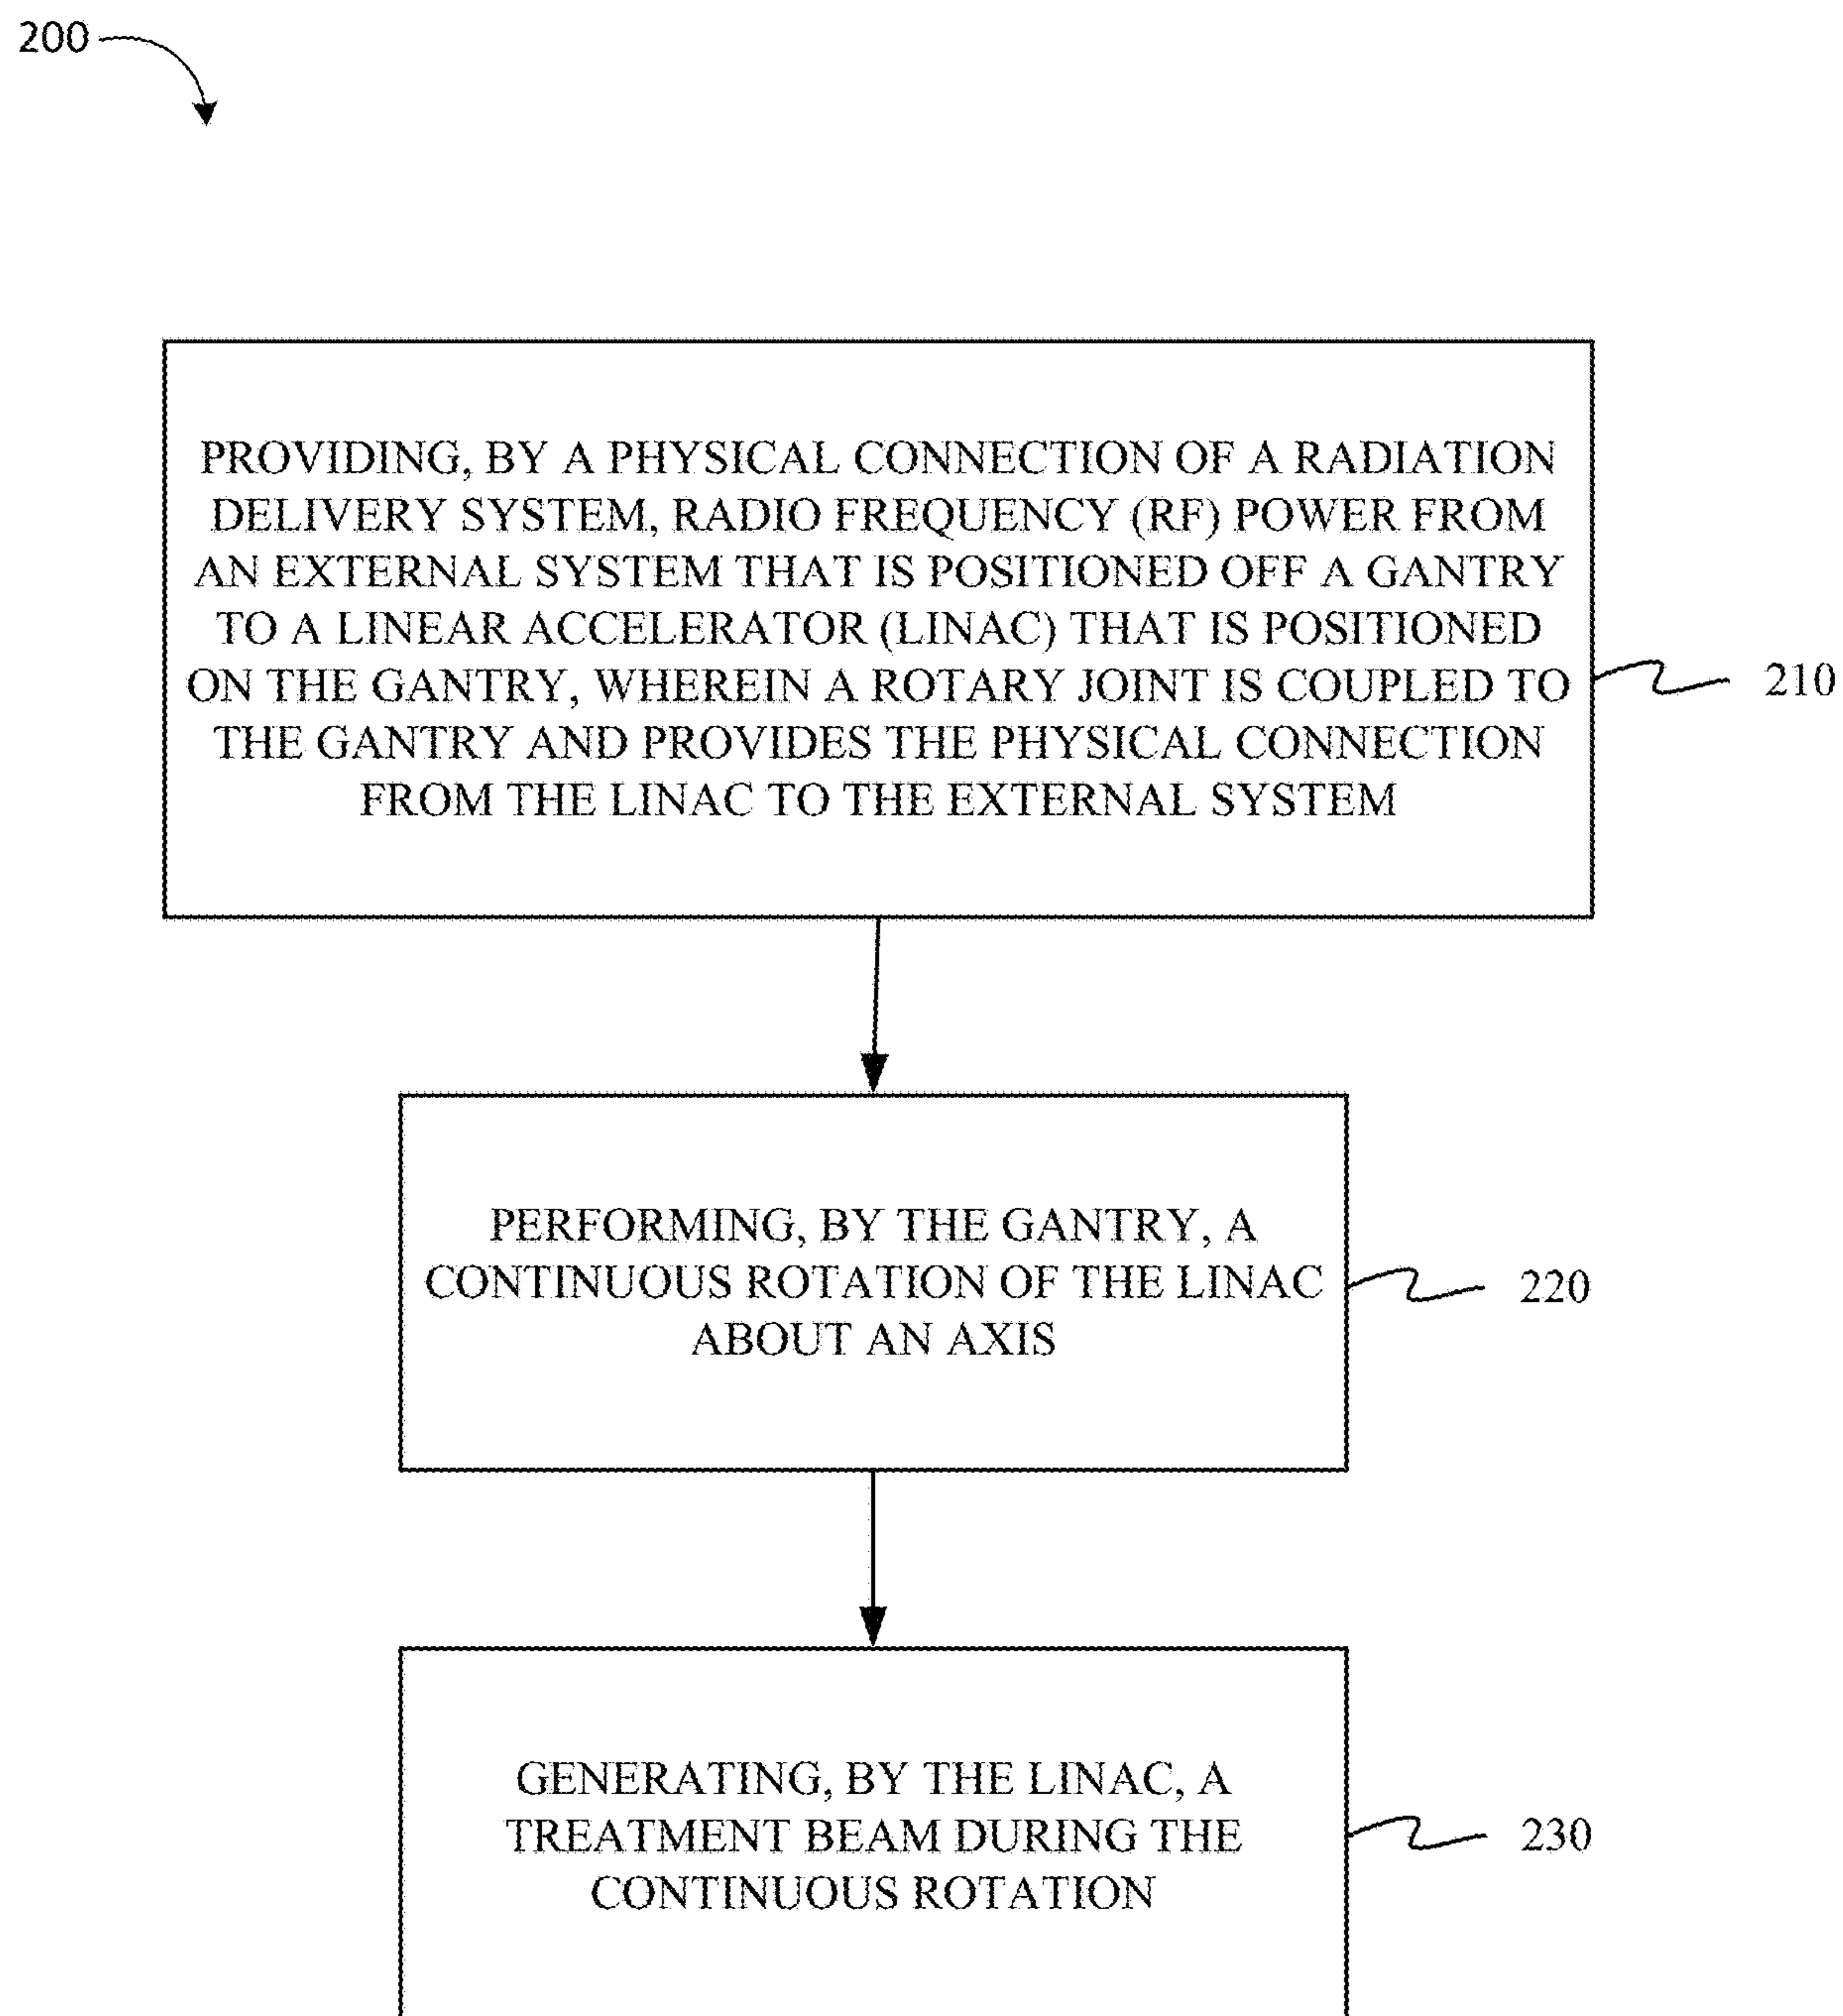 200
PROVIDING, BY A PHYSICAL CONNECTION OF A RADIATION
DELIVERY SYSTEM, RADIO FREQUENCY (RF) POWER FROM
AN EXTERNAL SYSTEM THAT IS POSITIONED OFF A GANTRY
TO A LINEAR ACCELERATOR (LINAC) THAT IS POSITIONED
ON THE GANTRY, WHEREIN A ROTARY JOINT IS COUPLED TO
THE GANTRY AND PROVIDES THE PHYSICAL CONNECTION
FROM THE LINAC TO THE EXTERNAL SYSTEM
210
PERFORMING, BY THE GANTRY, A
CONTINUOUS ROTATION OF THE LINAC
ABOUT AN AXIS
220
GENERATING, BY THE LINAC, A
TREATMENT BEAM DURING THE
CONTINUOUS ROTATION
230